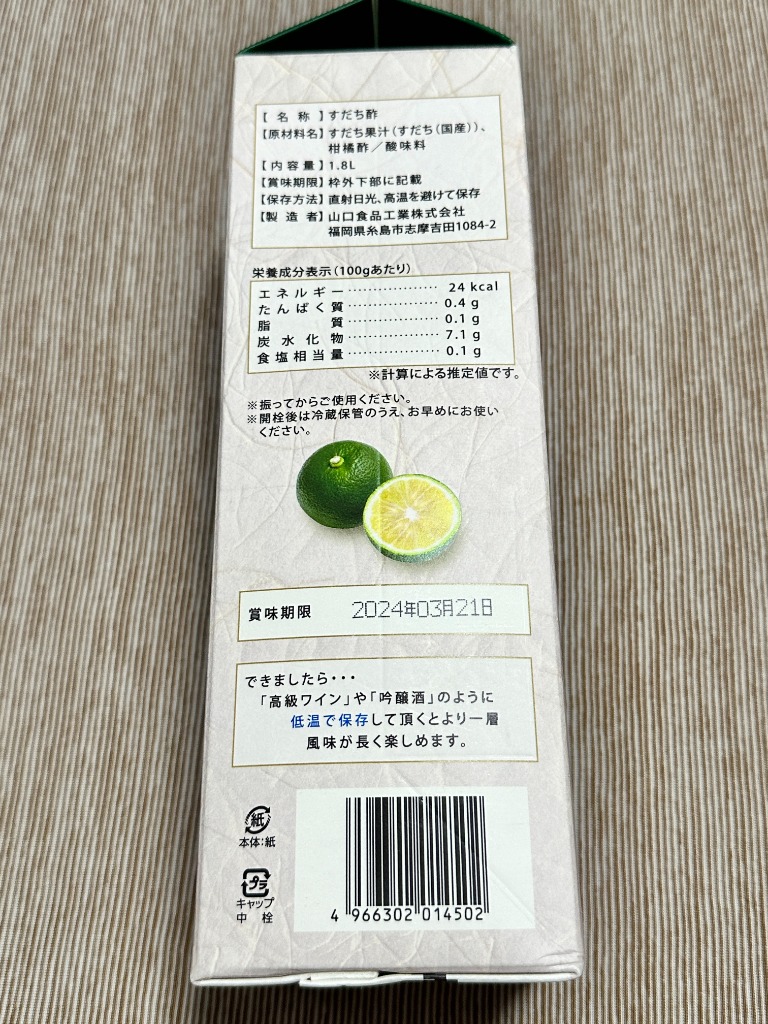 【名称】すだち酢
【原材料名】すだち果汁(すだち(国産))、
柑橘酢/酸味料
【内容量】1.8L
【賞味期限】枠外下部に記載
【保存方法】直射日光、高温を避けて保存
【製造者】山口食品工業株式会社
福岡県糸島市志摩吉田1084-2
栄養成分表示(100gあたり)
エネルギー‥‥‥‥‥‥ 24 kcal
たんぱく質‥‥‥‥‥‥ 0.4 g
脂質‥‥‥‥‥‥ 0.1 g
炭水化物‥‥‥‥‥‥ 7.1 g
食塩相当量‥‥‥‥‥‥ 0.1 g
※計算による推定値です。
※振ってからご使用ください。
※開栓後は冷蔵保管のうえ、お早めにお使い
ください。
賞味期限 2024年03月21日
できましたら・・・
「高級ワイン」や「吟醸酒」のように
低温で保存して頂くとより一層
風味が長く楽しめます。
紙
本体:紙
プラ
キャップ
中栓
4 966302 014502